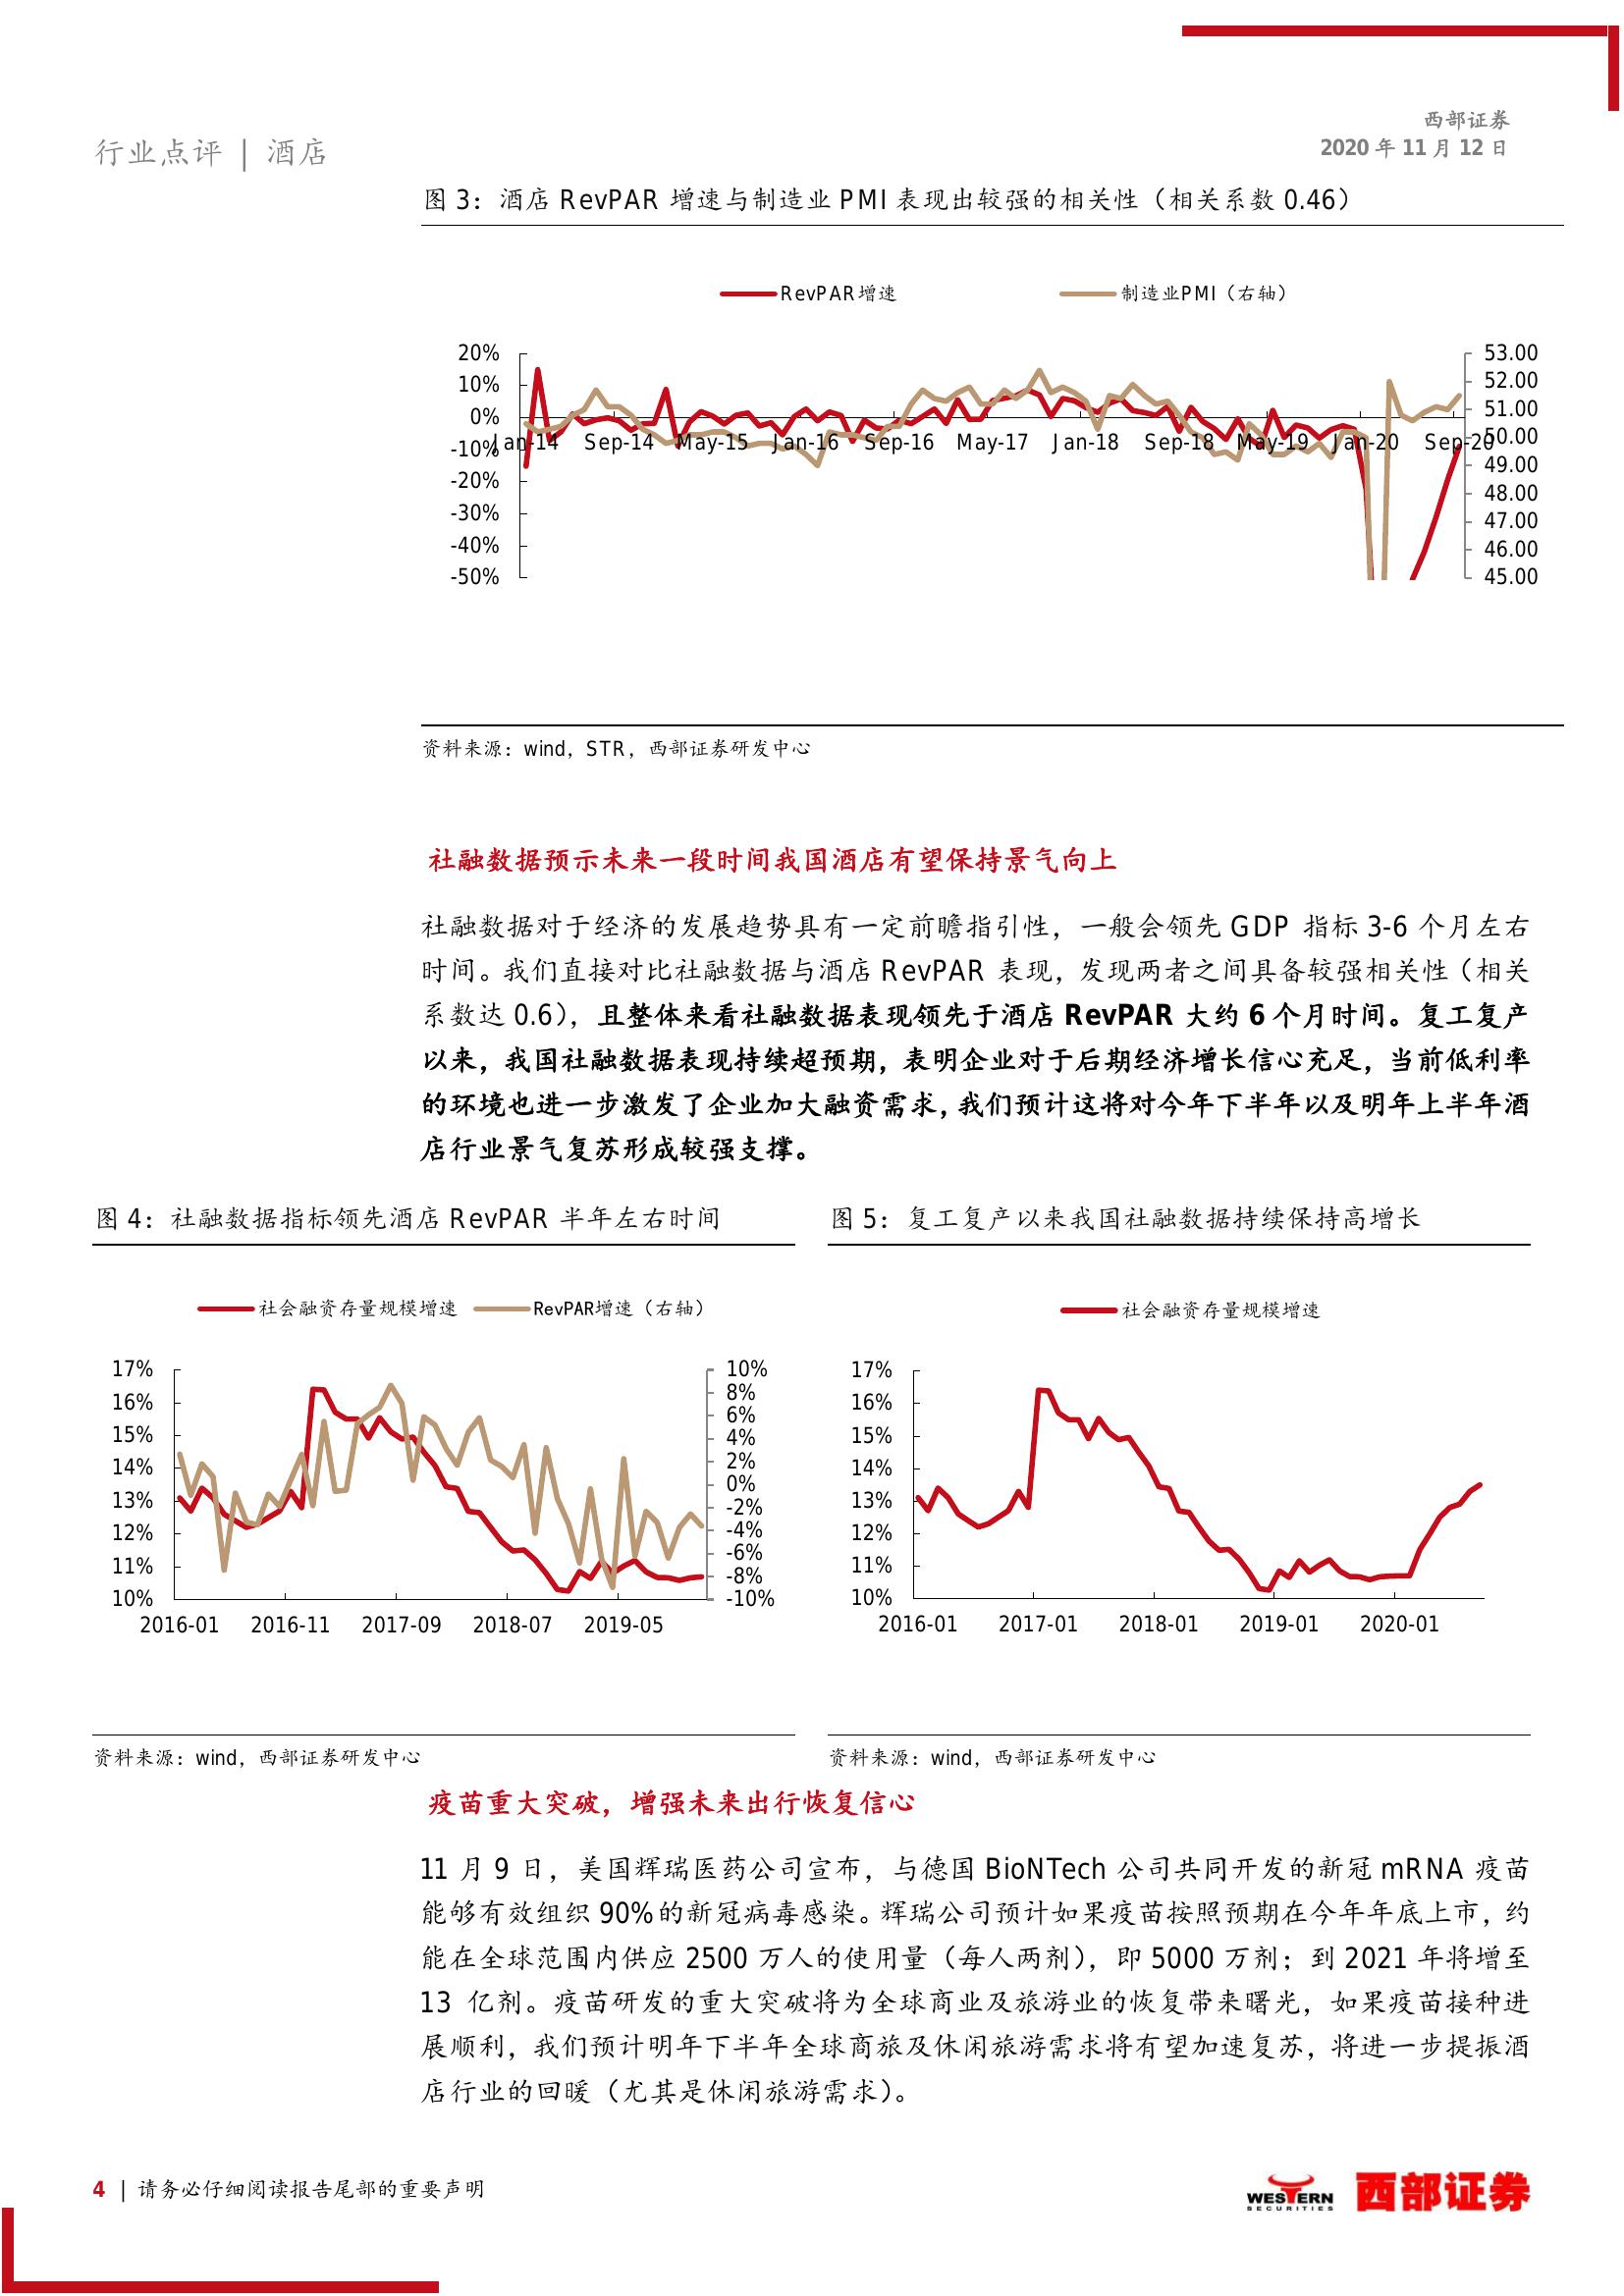 西部证券
行业点评 | 酒店
2020 年 11 月 12 日
图 3：酒店 RevPAR 增速与制造业 PMI 表现出较强的相关性（相关系数 0.46）
RevPAR增速
制造业PMI（右轴）
20%
10%
0%
-10%
-20%
-30%
-40%
-50%
Jan-14
Sep-14
May-15
Jan-16
Sep-16
May-17
Jan-18
Sep-18
May-19
Jan-20
Sep-20
53.00
52.00
51.00
50.00
49.00
48.00
47.00
46.00
45.00
资料来源：wind，STR，西部证券研发中心
社融数据预示未来一段时间我国酒店有望保持景气向上
社融数据对于经济的发展趋势具有一定前瞻指引性，一般会领先 GDP 指标 3-6 个月左右
时间。我们直接对比社融数据与酒店 RevPAR 表现，发现两者之间具备较强相关性（相关
系数达 0.6），且整体来看社融数据表现领先于酒店 RevPAR 大约 6 个月时间。复工复产
以来，我国社融数据表现持续超预期，表明企业对于后期经济增长信心充足，当前低利率
的环境也进一步激发了企业加大融资需求，我们预计这将对今年下半年以及明年上半年酒
店行业景气复苏形成较强支撑。
图 4：社融数据指标领先酒店 RevPAR 半年左右时间
社会融资存量规模增速
RevPAR增速（右轴）
17%
16%
15%
14%
13%
12%
11%
10%
10%
8%
6%
4%
2%
0%
-2%
-4%
-6%
-8%
-10%
2016-01
2016-11
2017-09
2018-07
2019-05
资料来源：wind，西部证券研发中心
图 5：复工复产以来我国社融数据持续保持高增长
社会融资存量规模增速
17%
16%
15%
14%
13%
12%
11%
10%
2016-01
2017-01
2018-01
2019-01
2020-01
资料来源：wind，西部证券研发中心
疫苗重大突破，增强未来出行恢复信心
11 月 9 日，美国辉瑞医药公司宣布，与德国 BioNTech 公司共同开发的新冠 mRNA 疫苗
能够有效组织 90%的新冠病毒感染。辉瑞公司预计如果疫苗按照预期在今年年底上市，约
能在全球范围内供应 2500 万人的使用量（每人两剂），即 5000 万剂；到 2021 年将增至
13 亿剂。疫苗研发的重大突破将为全球商业及旅游业的恢复带来曙光，如果疫苗接种进
展顺利，我们预计明年下半年全球商旅及休闲旅游需求将有望加速复苏，将进一步提振酒
店行业的回暖（尤其是休闲旅游需求）。
4 | 请务必仔细阅读报告尾部的重要声明
WESTERN
SECURITIES
西部证券